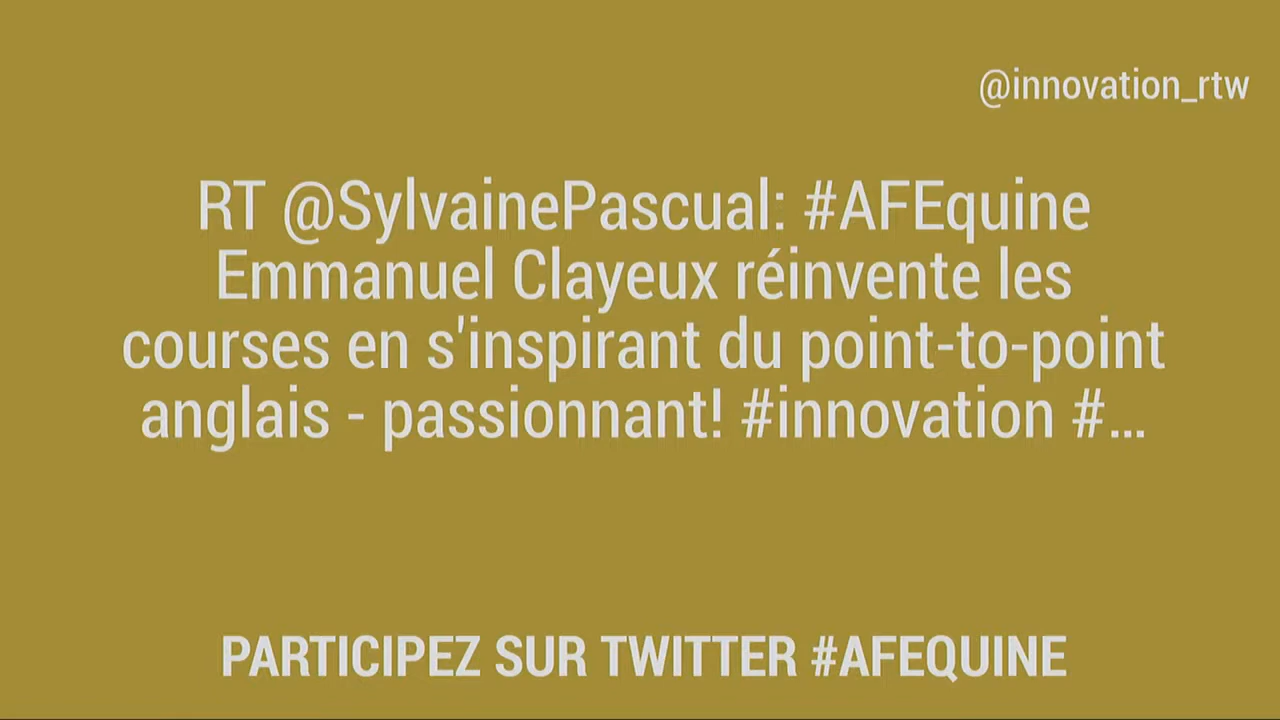 @innovation_rtw
RT @SylvainePascual: #AFEquine
Emmanuel Clayeux réinvente les
courses en s'inspirant du point-to-point
anglais - passionnant! #innovation #…
PARTICIPEZ SUR TWITTER #AFEQUINE